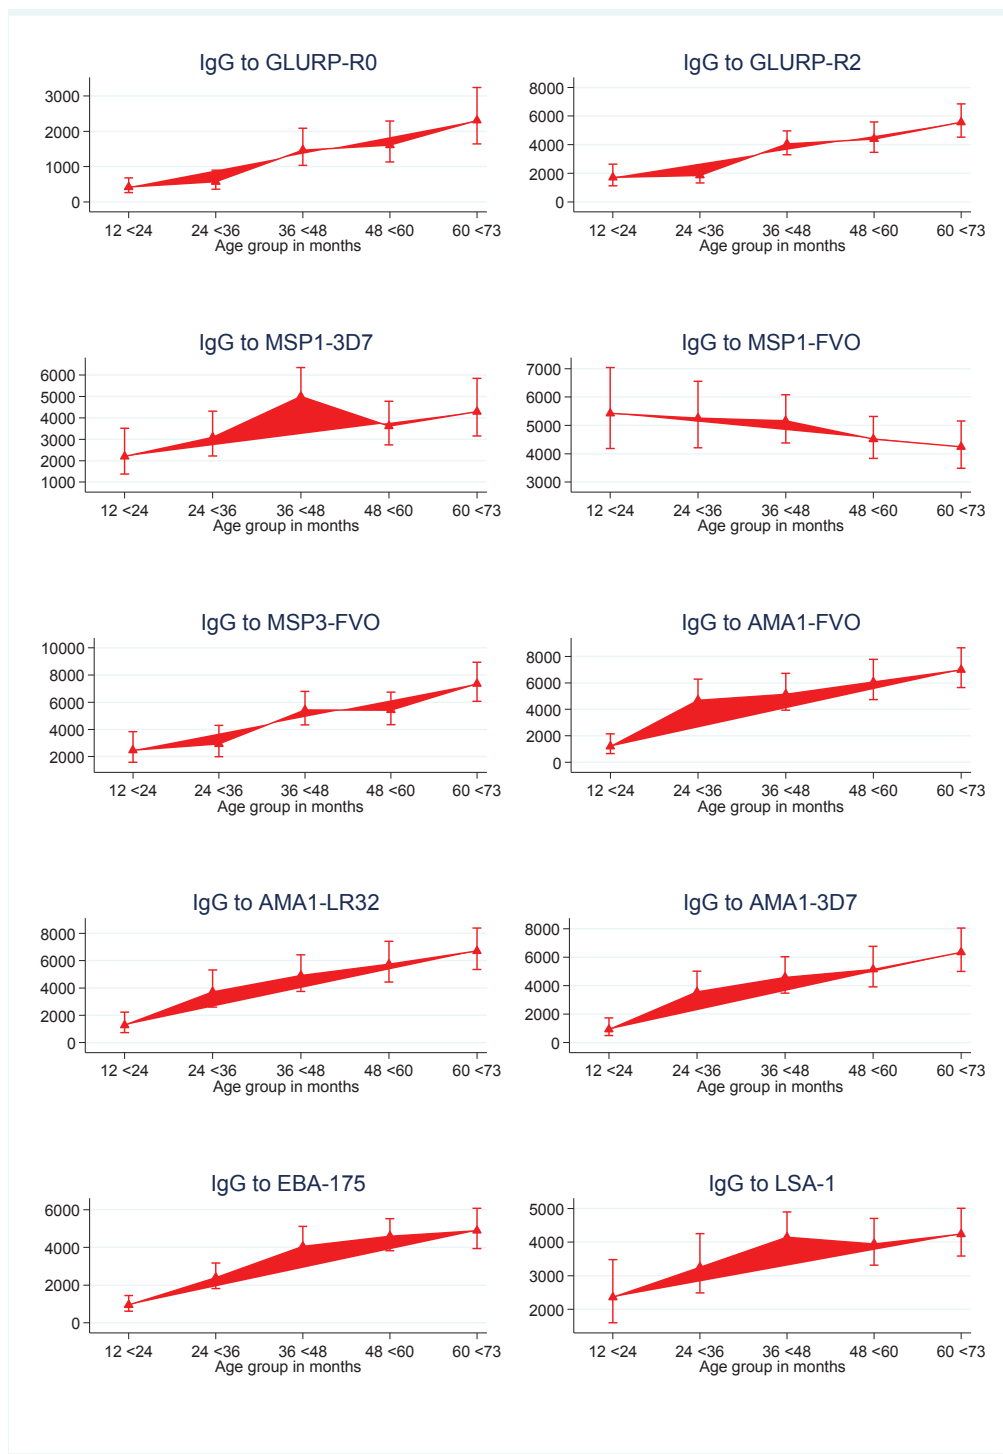 IgG to GLURP-R0
3000
2000
1000
0
12 <24 24 <36 36 <48 48 <60 60 <73
Age group in months
IgG to GLURP-R2
8000
6000
4000
2000
0
12 <24 24 <36 36 <48 48 <60 60 <73
Age group in months
IgG to MSP1-3D7
6000
5000
4000
3000
2000
1000
12 <24 24 <36 36 <48 48 <60 60 <73
Age group in months
IgG to MSP1-FVO
7000
6000
5000
4000
3000
12 <24 24 <36 36 <48 48 <60 60 <73
Age group in months
IgG to MSP3-FVO
10000
8000
6000
4000
2000
12 <24 24 <36 36 <48 48 <60 60 <73
Age group in months
IgG to AMA1-FVO
8000
6000
4000
2000
0
12 <24 24 <36 36 <48 48 <60 60 <73
Age group in months
IgG to AMA1-LR32
8000
6000
4000
2000
0
12 <24 24 <36 36 <48 48 <60 60 <73
Age group in months
IgG to AMA1-3D7
8000
6000
4000
2000
0
12 <24 24 <36 36 <48 48 <60 60 <73
Age group in months
IgG to EBA-175
6000
4000
2000
0
12 <24 24 <36 36 <48 48 <60 60 <73
Age group in months
IgG to LSA-1
5000
4000
3000
2000
12 <24 24 <36 36 <48 48 <60 60 <73
Age group in months